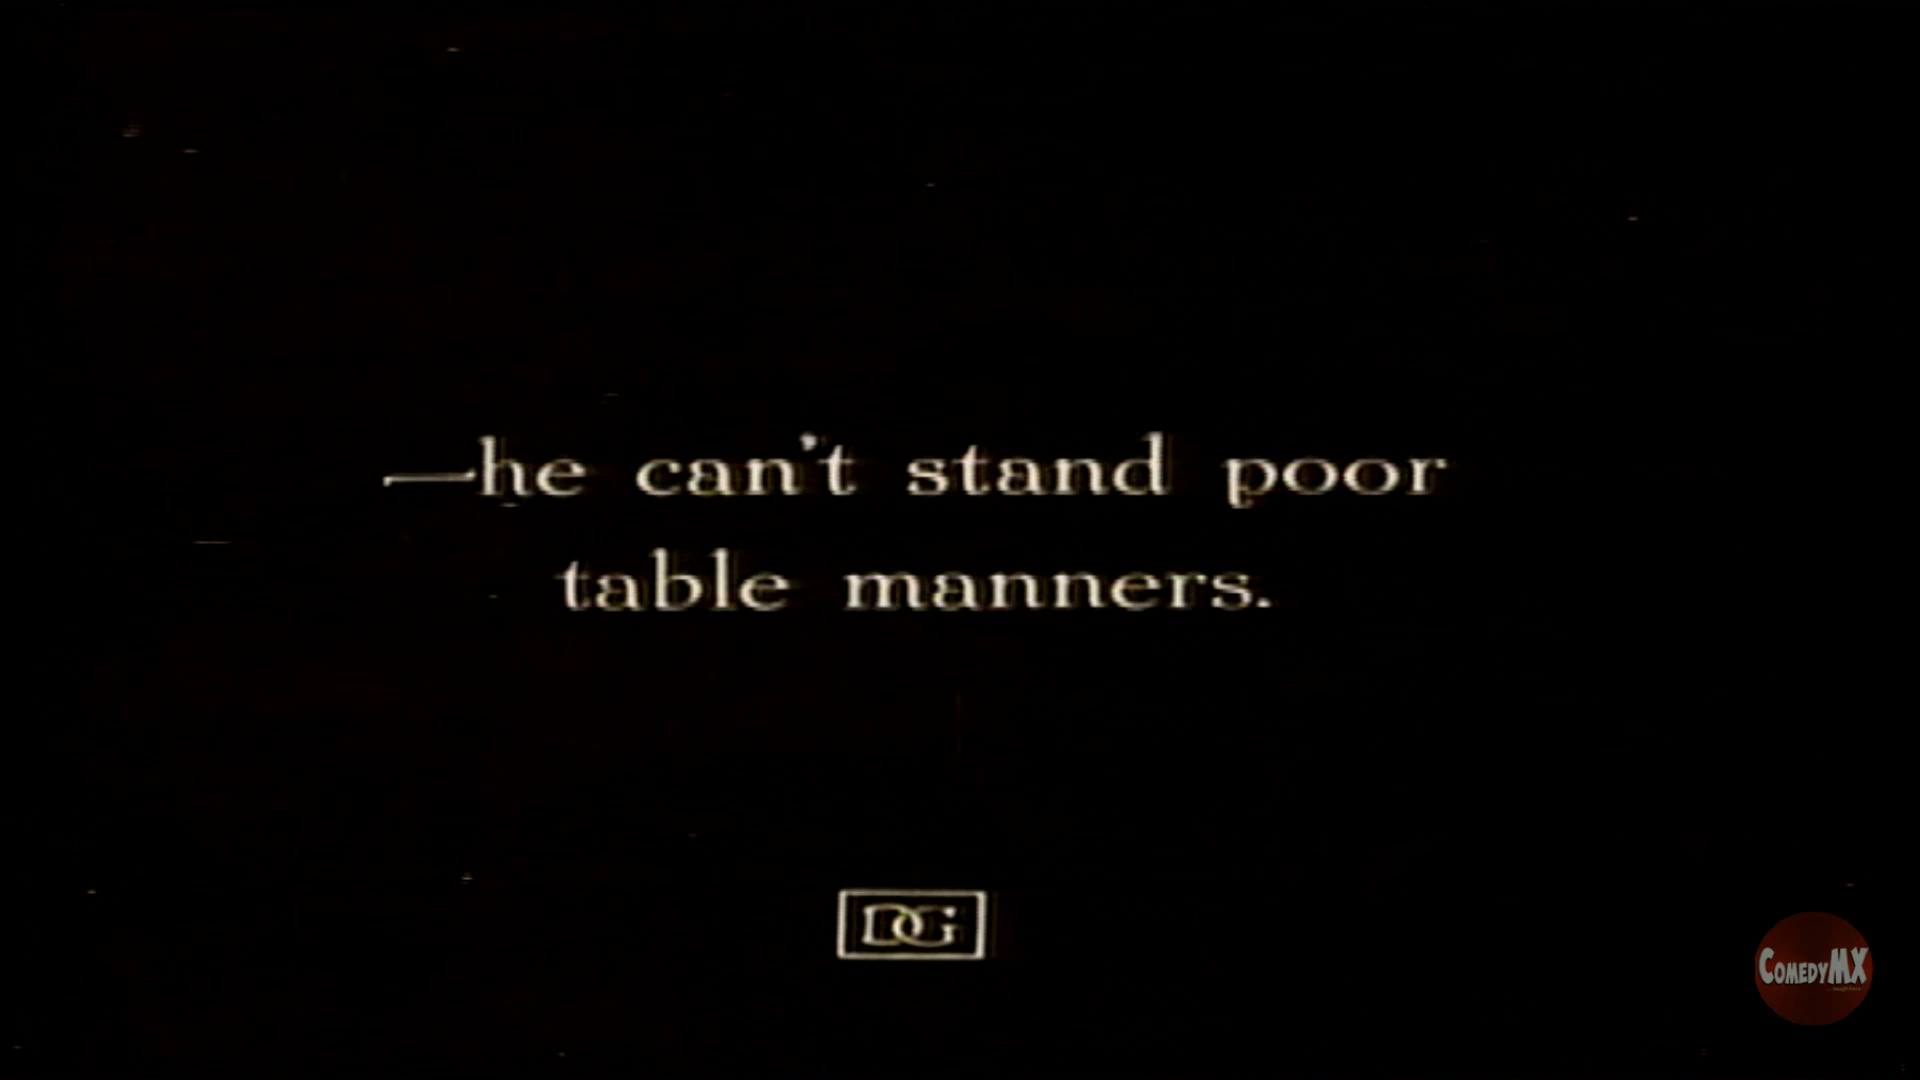 —he can't stand poor
table manners.
DG
COMEDYMX